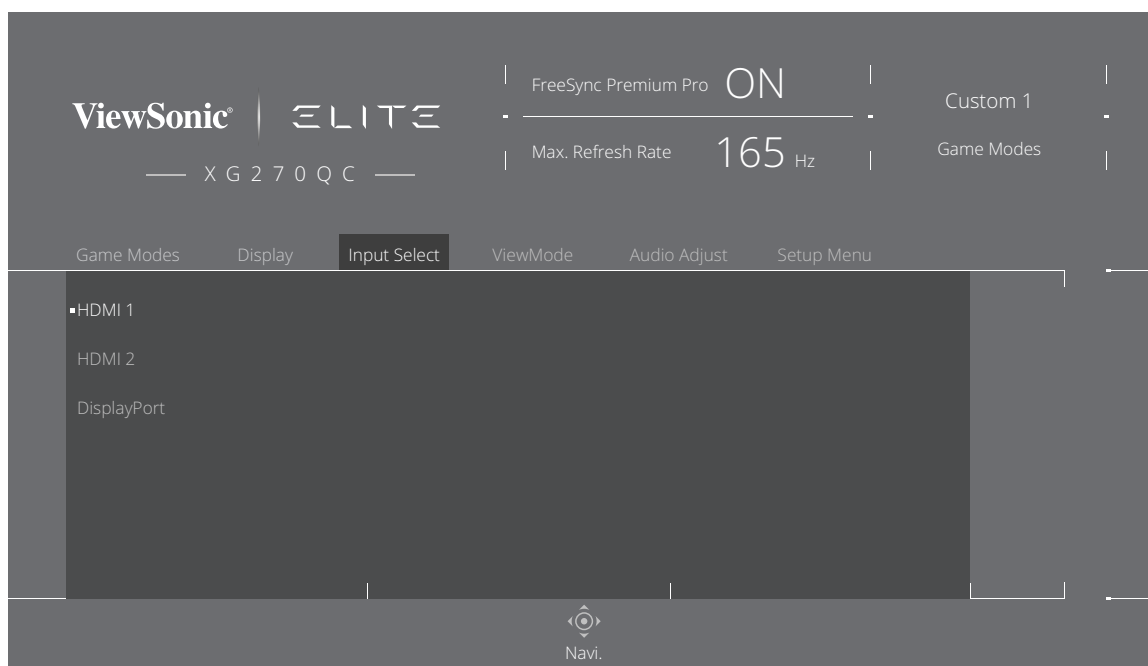 ViewSonic® ELITE
XG270QC
FreeSync Premium Pro ON
Max. Refresh Rate 165 Hz
Custom 1
Game Modes
Game Modes Display Input Select ViewMode Audio Adjust Setup Menu
HDMI 1
HDMI 2
DisplayPort
Navi.